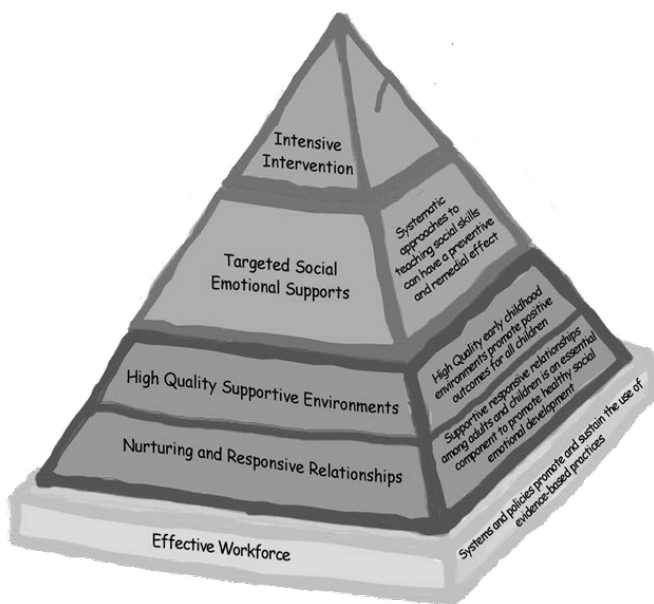 Intensive
Intervention
Targeted Social
Emotional Supports
Systematic
approaches to
teaching social skills
can have a preventive
and remedial effect
High Quality Supportive Environments
High Quality early childhood
environments promote positive
outcomes for all children
Nurturing and Responsive Relationships
Supportive responsive relationships
among adults and children is an essential
component to promote healthy social
emotional development
Effective Workforce
Systems and policies promote and sustain the use of
evidence-based practices